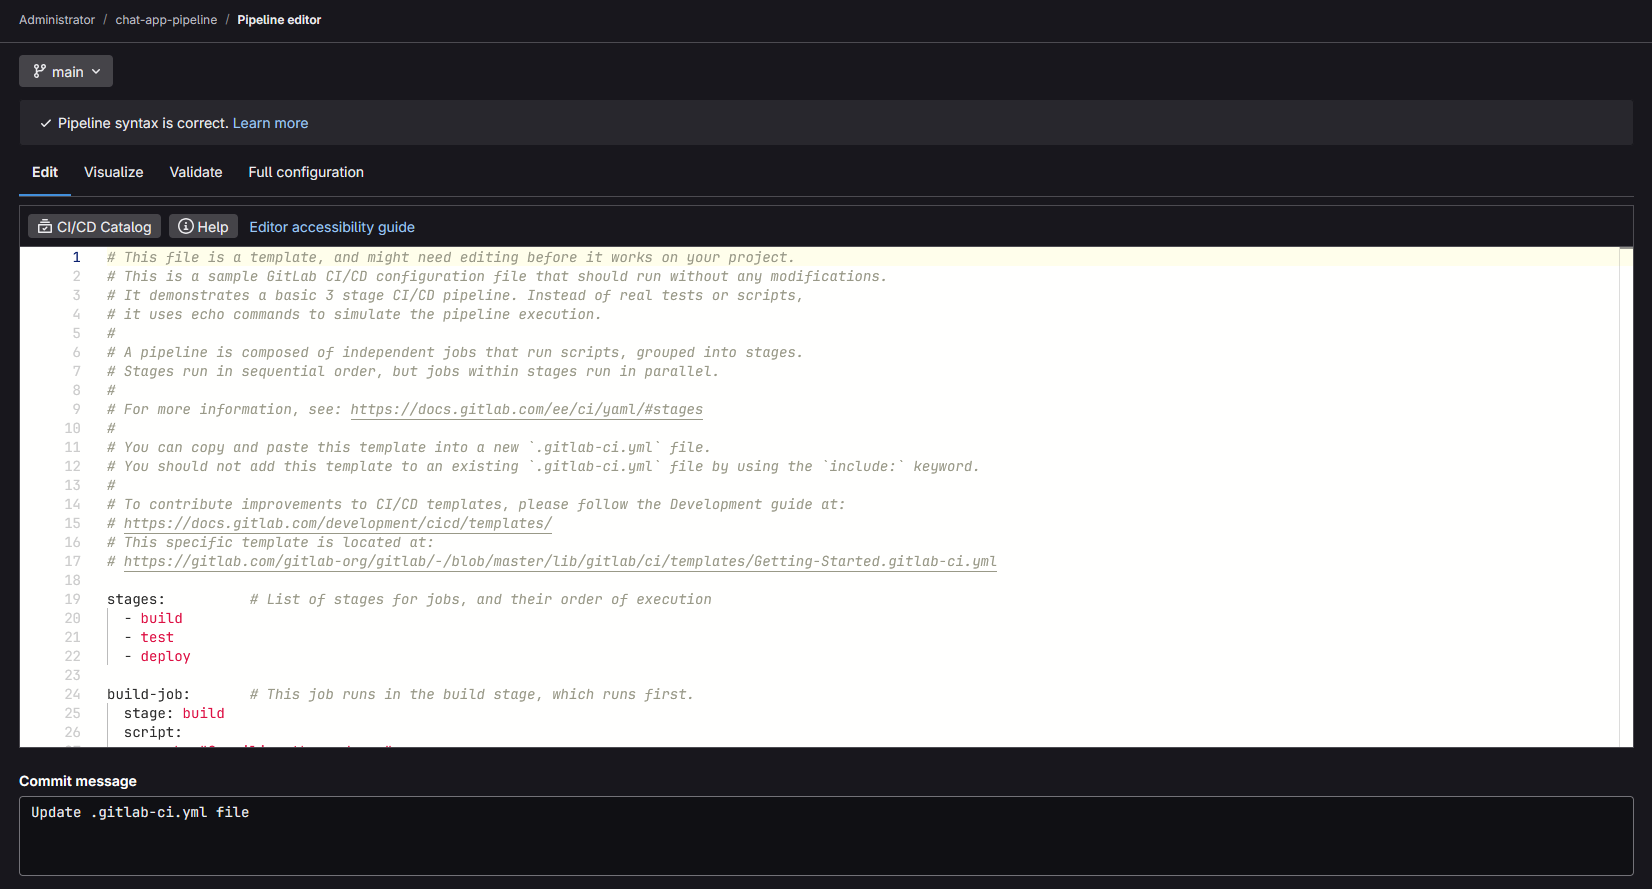 Administrator / chat-app-pipeline / Pipeline editor
main
Pipeline syntax is correct. Learn more
Edit Visualize Validate Full configuration
CI/CD Catalog Help Editor accessibility guide
1 # This file is a template, and might need editing before it works on your project.
2 # This is a sample GitLab CI/CD configuration file that should run without any modifications.
3 # It demonstrates a basic 3 stage CI/CD pipeline. Instead of real tests or scripts,
4 # it uses echo commands to simulate the pipeline execution.
5 #
6 # A pipeline is composed of independent jobs that run scripts, grouped into stages.
7 # Stages run in sequential order, but jobs within stages run in parallel.
8 #
9 # For more information, see: https://docs.gitlab.com/ee/ci/yaml/#stages
10 #
11 # You can copy and paste this template into a new `.gitlab-ci.yml` file.
12 # You should not add this template to an existing `.gitlab-ci.yml` file by using the `include:` keyword.
13 #
14 # To contribute improvements to CI/CD templates, please follow the Development guide at:
15 # https://docs.gitlab.com/development/cicd/templates/
16 # This specific template is located at:
17 # https://gitlab.com/gitlab-org/gitlab/-/blob/master/lib/gitlab/ci/templates/Getting-Started.gitlab-ci.yml
18
19 stages:          # List of stages for jobs, and their order of execution
20   - build
21   - test
22   - deploy
23
24 build-job:       # This job runs in the build stage, which runs first.
25   stage: build
26   script:
Commit message
Update .gitlab-ci.yml file